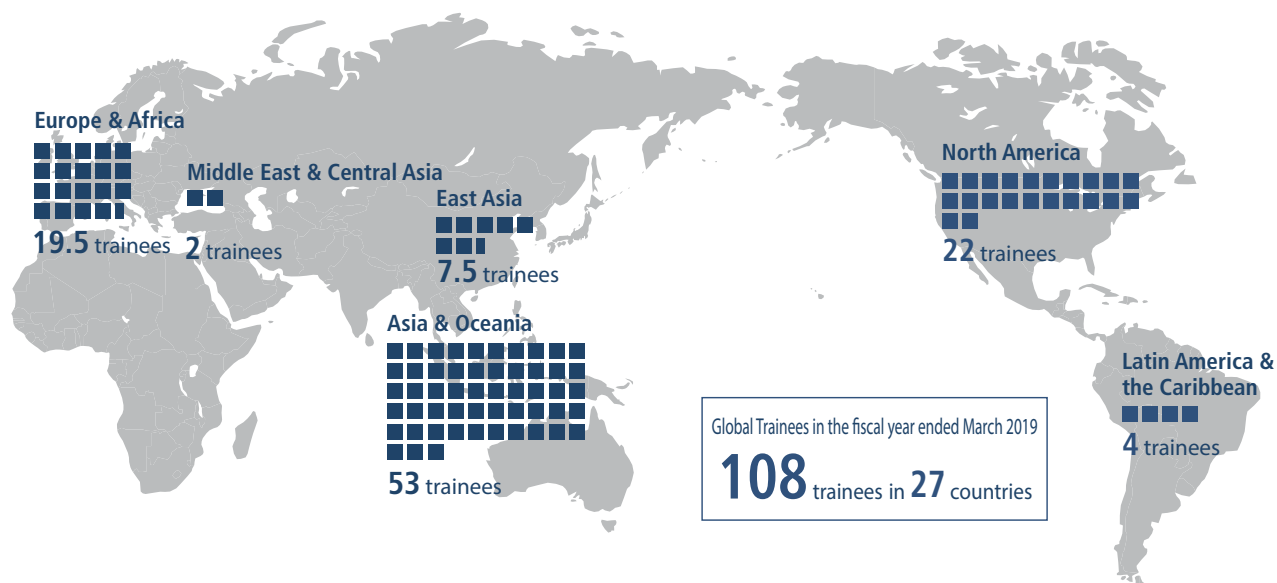 Europe & Africa
19.5 trainees
Middle East & Central Asia
2 trainees
East Asia
7.5 trainees
Asia & Oceania
53 trainees
North America
22 trainees
Latin America &
the Caribbean
4 trainees
Global Trainees in the fiscal year ended March 2019
108 trainees in 27 countries